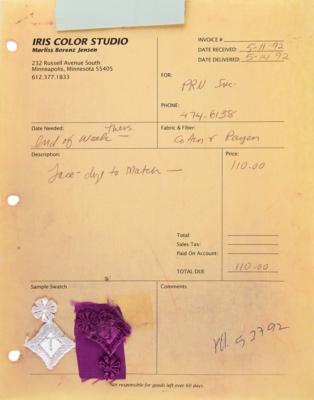 IRIS COLOR STUDIO
Marliss Borenz Jensen
232 Russell Avenue South
Minneapolis, Minnesota 55405
612.377.1833
INVOICE #
DATE RECEIVED: 5-11-92
DATE DELIVERED: 5-14-92
FOR:
PRN Inc.
PHONE:
474-6158
Date Needed: Thurs
End of Week —
Fabric & Fiber:
Cotton & Rayon
Description:
Lace - dye to Match —
Price:
110.00
Total:
Sales Tax:
Paid On Account:
TOTAL DUE 110.00
Sample Swatch
Comments
Not responsible for goods left over 60 days.